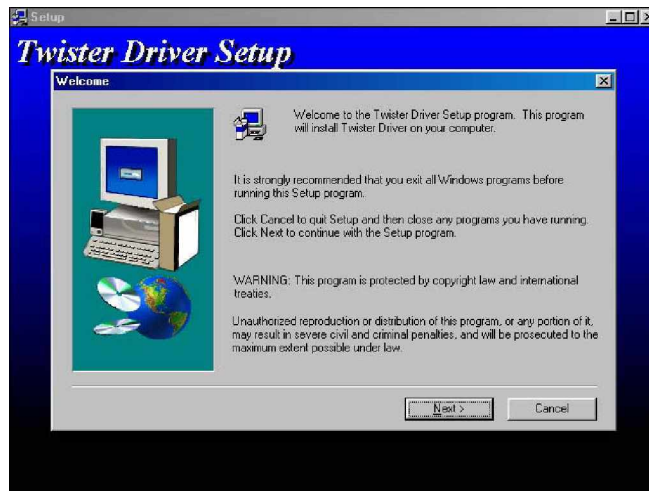 Setup
Twister Driver Setup
Welcome
Welcome to the Twister Driver Setup program. This program
will install Twister Driver on your computer.
It is strongly recommended that you exit all Windows programs before
running this Setup program.
Click Cancel to quit Setup and then close any programs you have running.
Click Next to continue with the Setup program.
WARNING: This program is protected by copyright law and international
treaties.
Unauthorized reproduction or distribution of this program, or any portion of it,
may result in severe civil and criminal penalties, and will be prosecuted to the
maximum extent possible under law.
Next >
Cancel